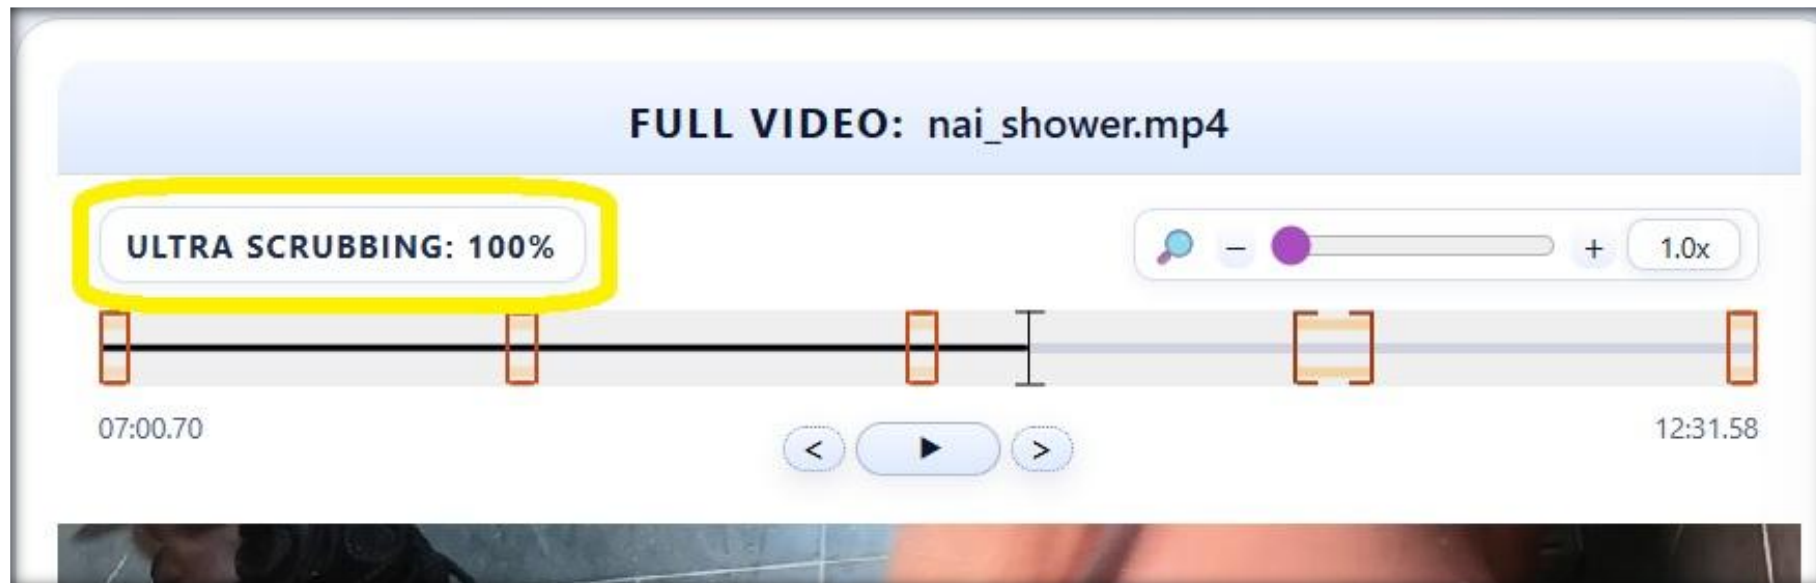 FULL VIDEO: nai_shower.mp4
ULTRA SCRUBBING: 100%
− + 1.0x
07:00.70
12:31.58
< >